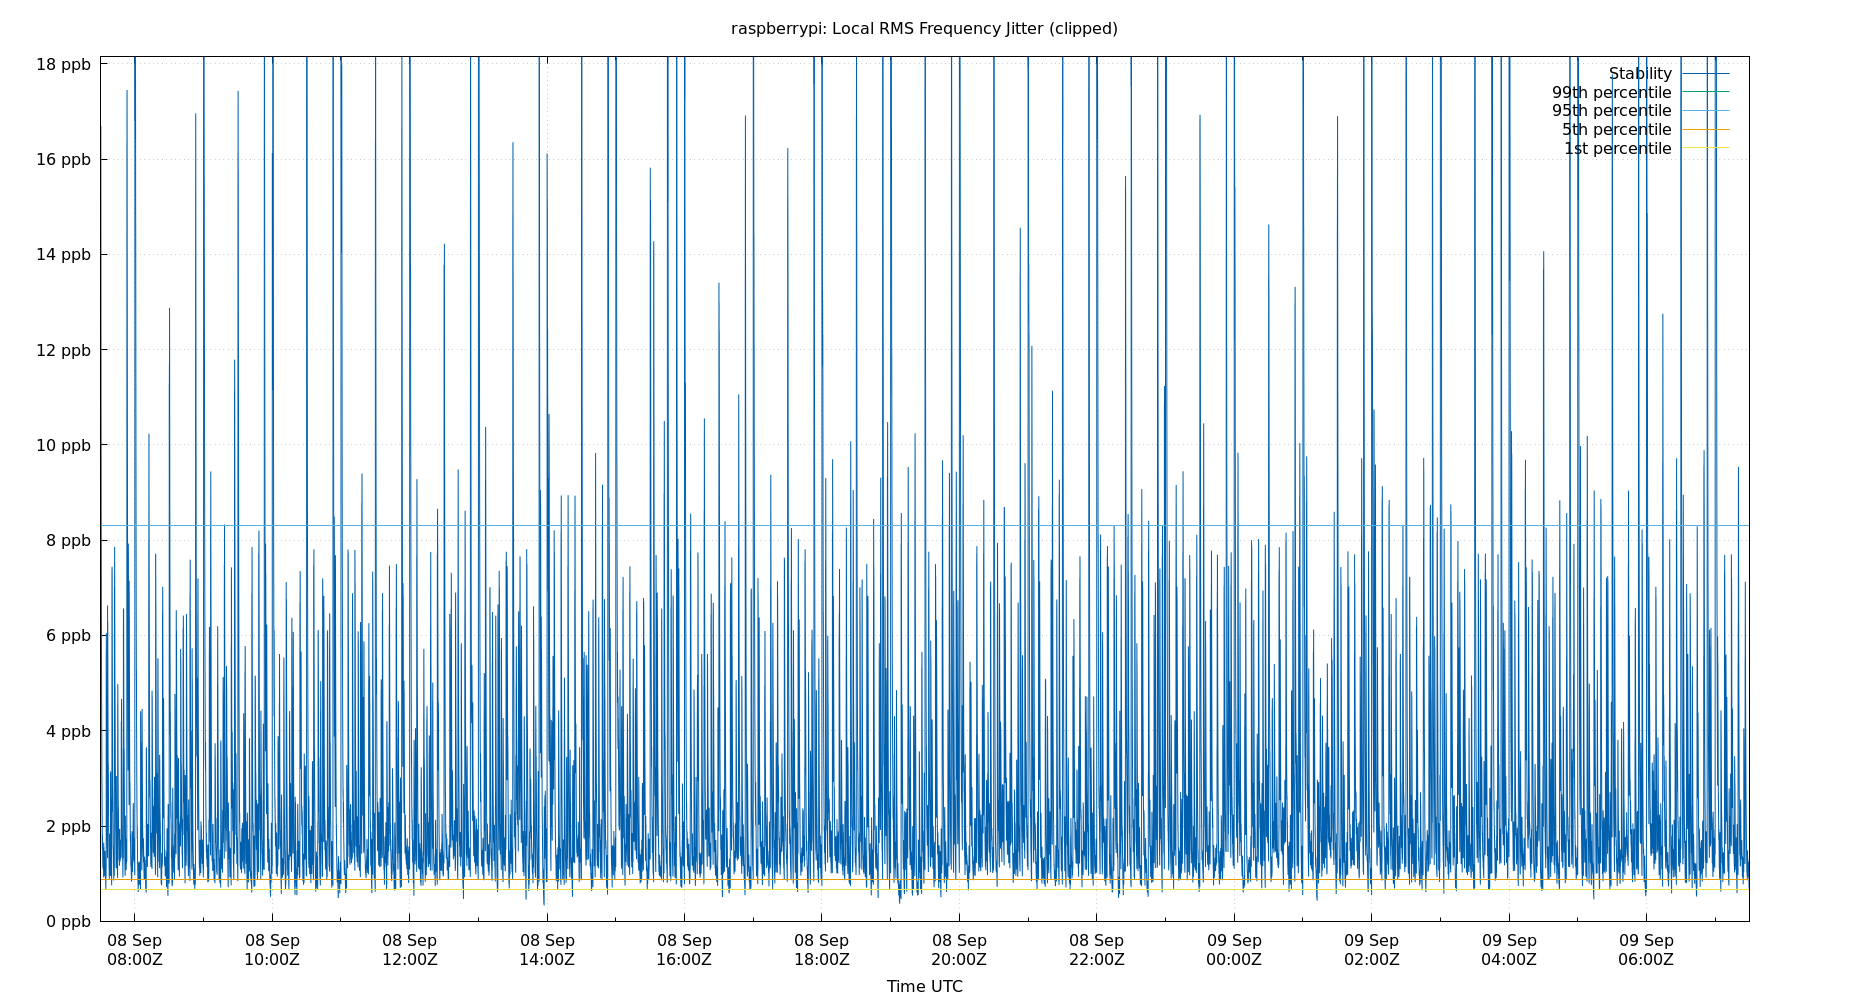 raspberrypi: Local RMS Frequency Jitter (clipped)
18 ppb
16 ppb
14 ppb
12 ppb
10 ppb
8 ppb
6 ppb
4 ppb
2 ppb
0 ppb
Stability
99th percentile
95th percentile
5th percentile
1st percentile
08 Sep 08 Sep 08 Sep 08 Sep 08 Sep 08 Sep 08 Sep 08 Sep 09 Sep 09 Sep 09 Sep 09 Sep
08:00Z 10:00Z 12:00Z 14:00Z 16:00Z 18:00Z 20:00Z 22:00Z 00:00Z 02:00Z 04:00Z 06:00Z
Time UTC